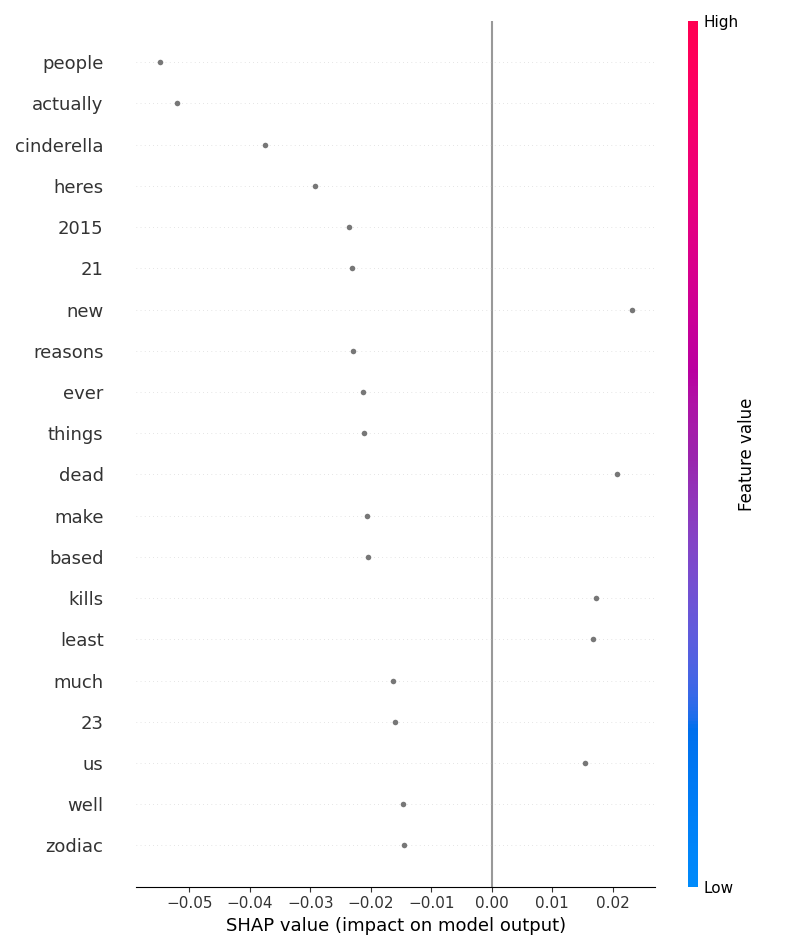 High
people
actually
cinderella
heres
2015
21
new
reasons
ever
things
dead
make
based
kills
least
much
23
us
well
zodiac
Feature value
Low
−0.05 −0.04 −0.03 −0.02 −0.01 0.00 0.01 0.02
SHAP value (impact on model output)